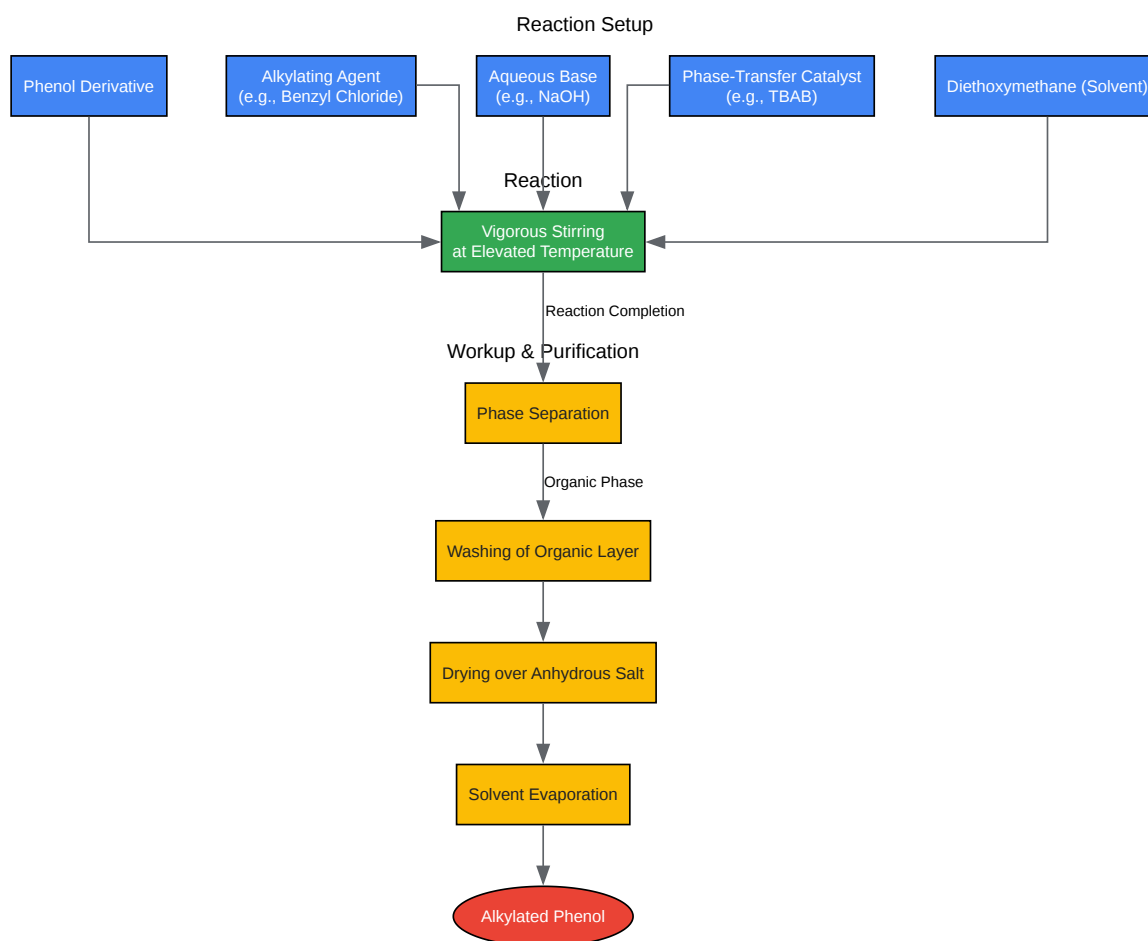 Reaction Setup
Phenol Derivative
Alkylating Agent
(e.g., Benzyl Chloride)
Aqueous Base
(e.g., NaOH)
Phase-Transfer Catalyst
(e.g., TBAB)
Diethoxymethane (Solvent)
Reaction
Vigorous Stirring
at Elevated Temperature
Reaction Completion
Workup & Purification
Phase Separation
Organic Phase
Washing of Organic Layer
Drying over Anhydrous Salt
Solvent Evaporation
Alkylated Phenol